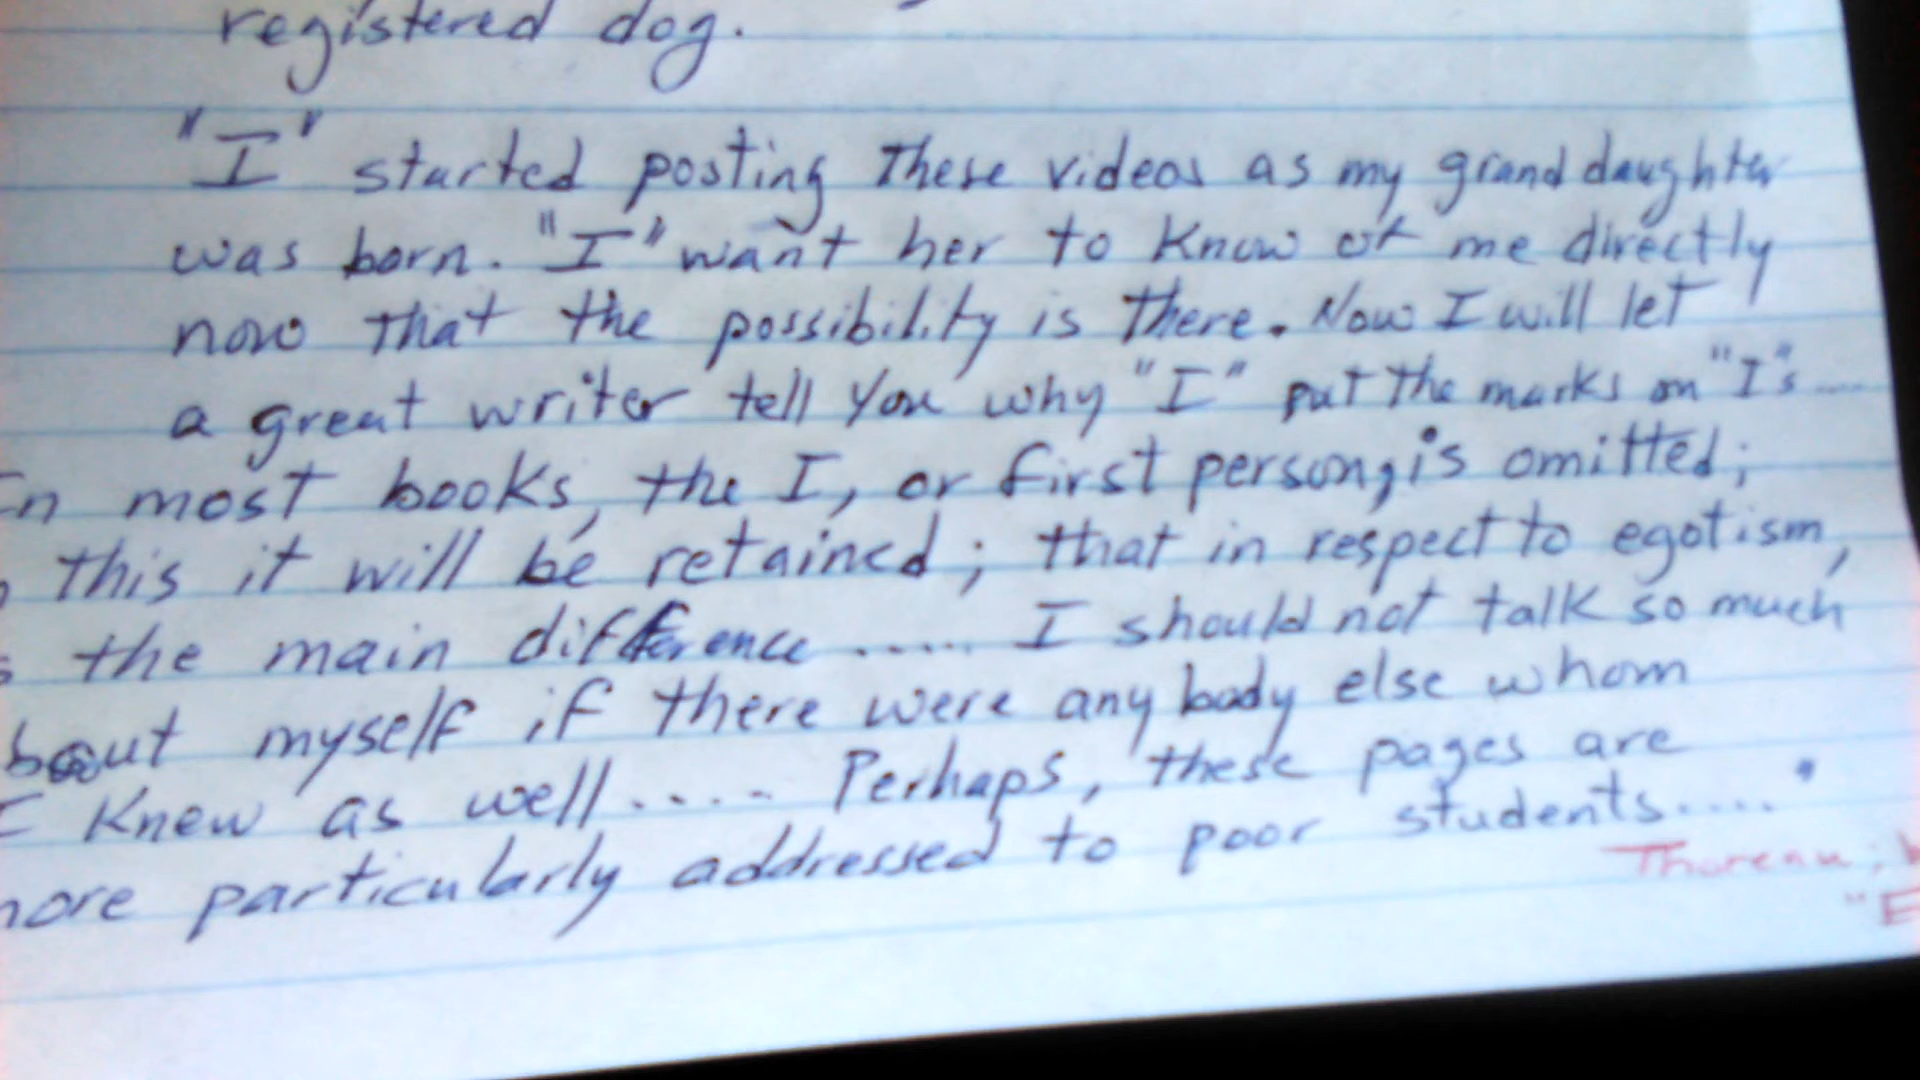 registered dog.
"I" started posting These videos as my granddaughter
was born. "I" want her to know of me directly
now that the possibility is there. Now I will let
a great writer tell you why "I" put the marks on "I"s ....
In most books, the I, or first person, is omitted;
this it will be retained; that in respect to egotism,
the main difference ..... I should not talk so much
bout myself if there were any body else whom
I Knew as well..... Perhaps, these pages are
more particularly addressed to poor students....."
Thoreau;
"E